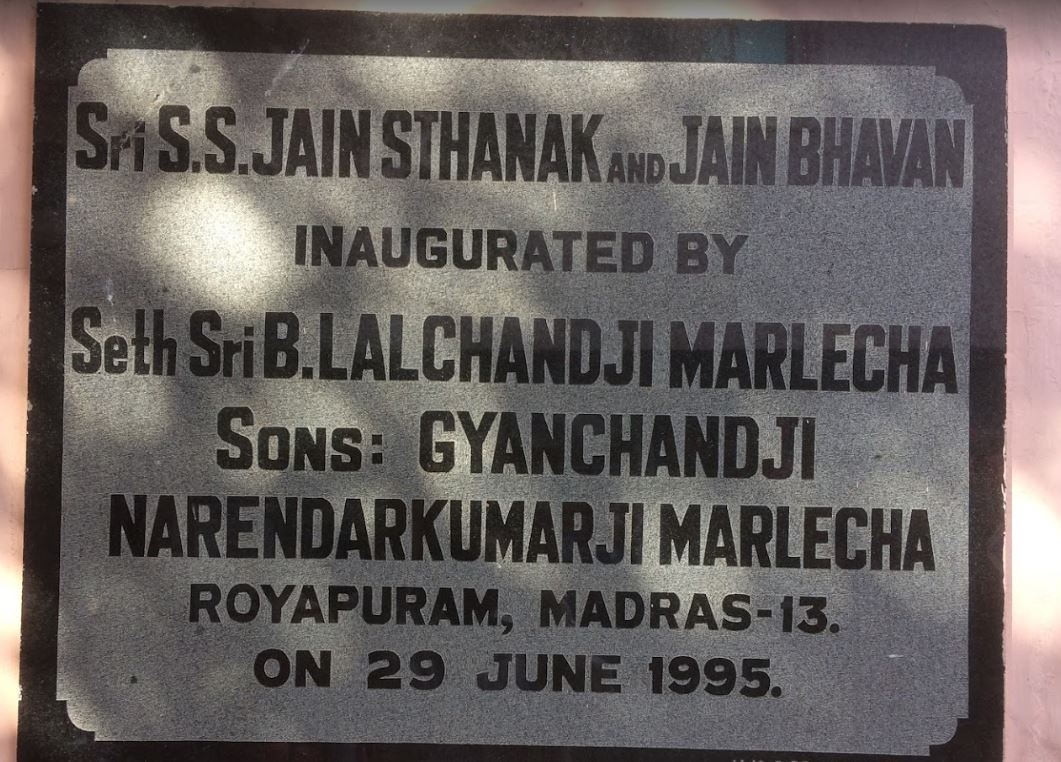 Sri S.S. JAIN STHANAK AND JAIN BHAVAN
INAUGURATED BY
Seth Sri B. LALCHANDJI MARLECHA
SONS: GYANCHANDJI
NARENDARKUMARJI MARLECHA
ROYAPURAM, MADRAS-13.
ON 29 JUNE 1995.